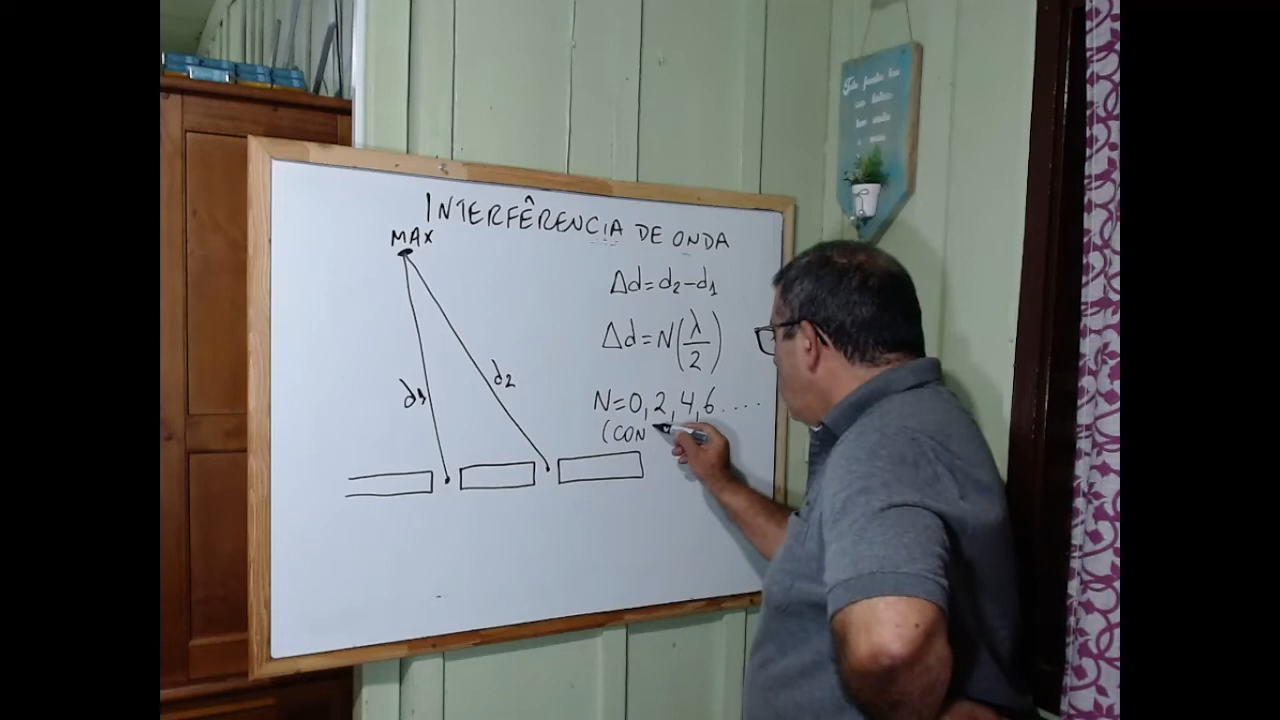 INTERFÊRENCIA DE ONDA
MAX
Δd=d2-d1
Δd=N(λ/2)
d1
d2
N=0,2,4,6....
(CON